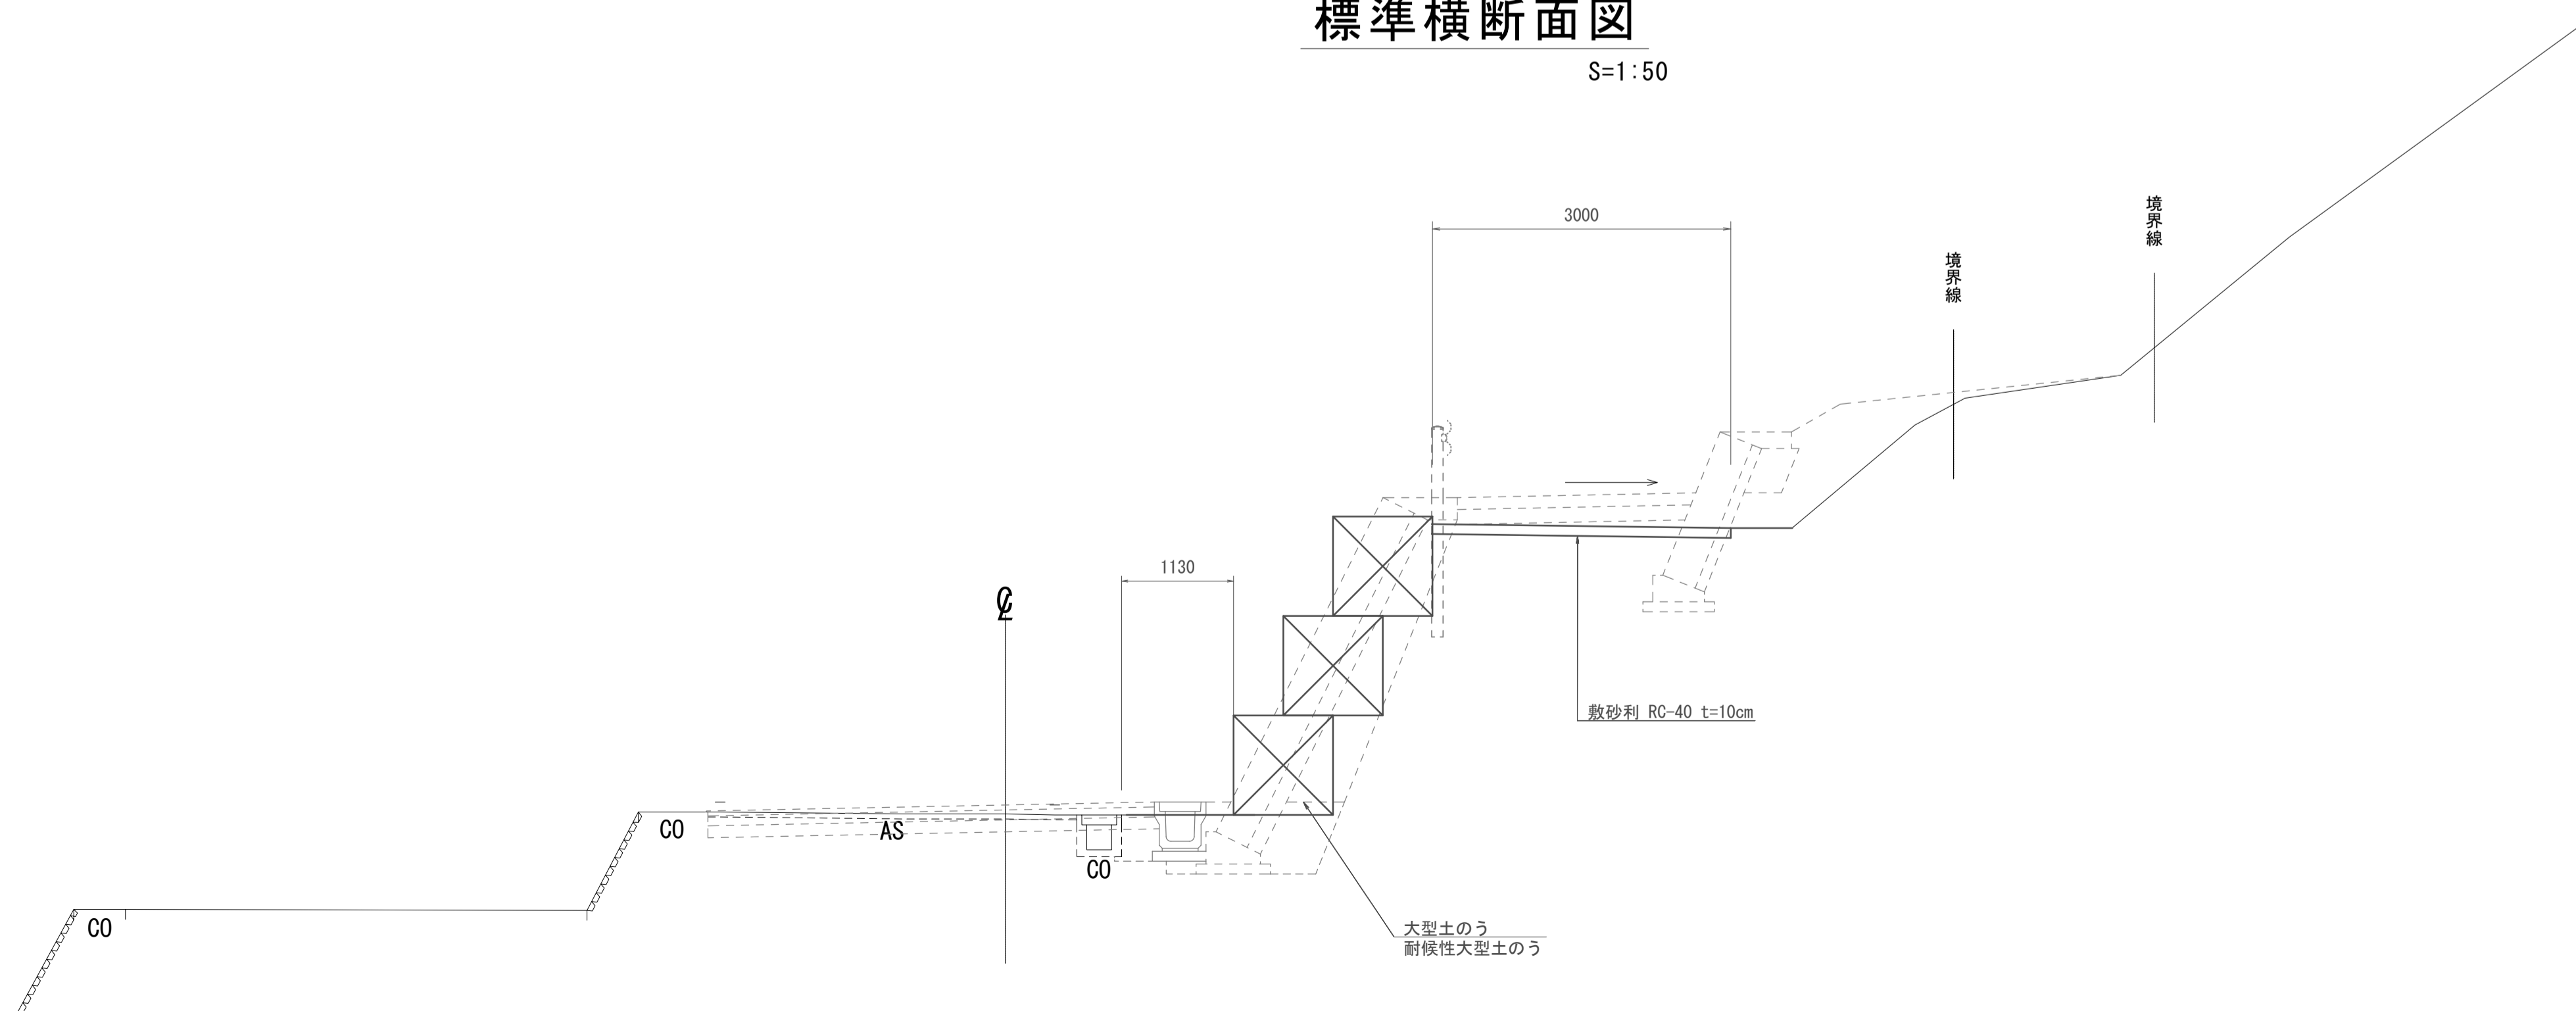 標準横断面図
S=1:50
3000
境界線
境界線
1130
CL
敷砂利 RC-40 t=10cm
CO
AS
CO
CO
大型土のう
耐候性大型土のう